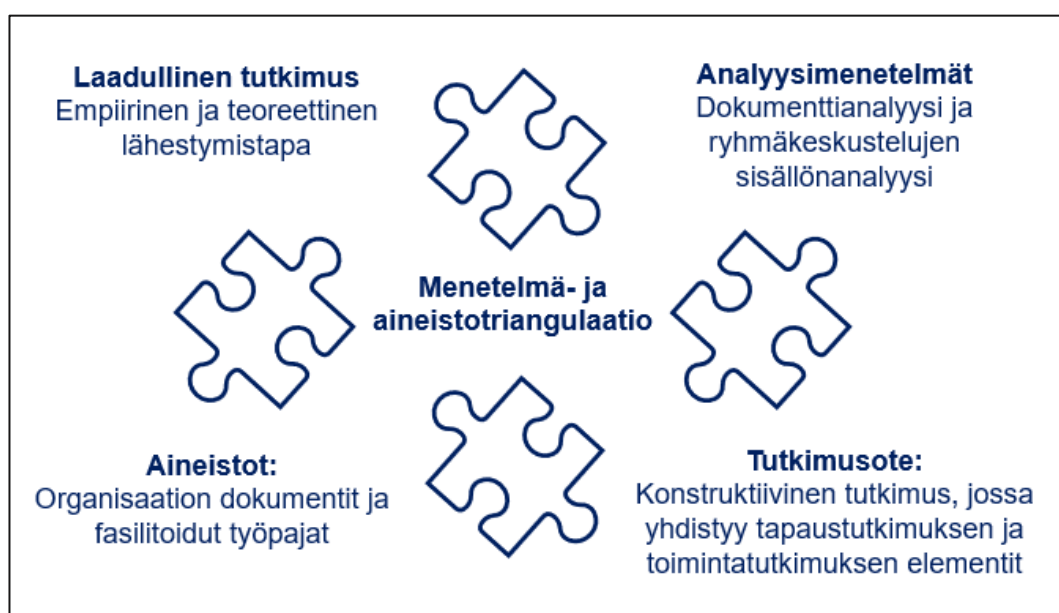 Laadullinen tutkimus
Empiirinen ja teoreettinen
lähestymistapa
Analyysimenetelmät
Dokumenttianalyysi ja
ryhmäkeskustelujen
sisällönanalyysi
Menetelmä- ja
aineistotriangulaatio
Aineistot:
Organisaation dokumentit ja
fasilitoidut työpajat
Tutkimusote:
Konstruktiivinen tutkimus, jossa
yhdistyy tapaustutkimuksen ja
toimintatutkimuksen elementit